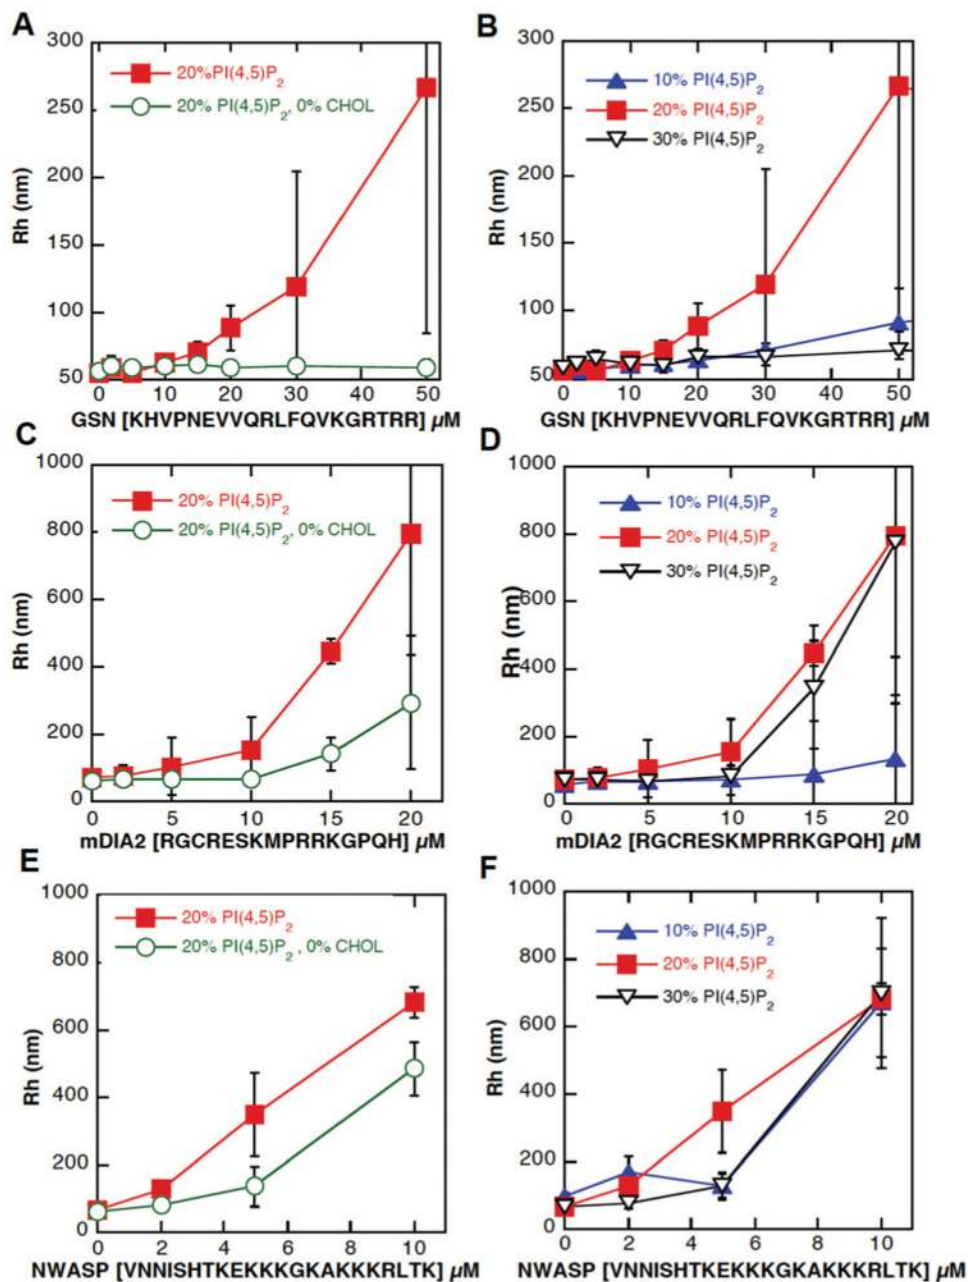 A
300
250
200
150
100
50
Rh (nm)
20%PI(4,5)P2
20% PI(4,5)P2, 0% CHOL
0 10 20 30 40 50
GSN [KHVPNEVVQRLFQVKGRTRR] µM
B
300
250
200
150
100
50
Rh (nm)
10% PI(4,5)P2
20% PI(4,5)P2
30% PI(4,5)P2
0 10 20 30 40 50
GSN [KHVPNEVVQRLFQVKGRTRR] µM
C
1000
800
600
400
200
0
Rh (nm)
20% PI(4,5)P2
20% PI(4,5)P2, 0% CHOL
0 5 10 15 20
mDIA2 [RGCRESKMPRRKGPQH] µM
D
1000
800
600
400
200
0
Rh (nm)
10% PI(4,5)P2
20% PI(4,5)P2
30% PI(4,5)P2
0 5 10 15 20
mDIA2 [RGCRESKMPRRKGPQH] µM
E
1000
800
600
400
200
0
Rh (nm)
20% PI(4,5)P2
20% PI(4,5)P2 , 0% CHOL
0 2 4 6 8 10
NWASP [VNNISHTKEKKKGKAKKKRLTK] µM
F
1000
800
600
400
200
0
Rh (nm)
10% PI(4,5)P2
20% PI(4,5)P2
30% PI(4,5)P2
0 2 4 6 8 10
NWASP [VNNISHTKEKKKGKAKKKRLTK] µM